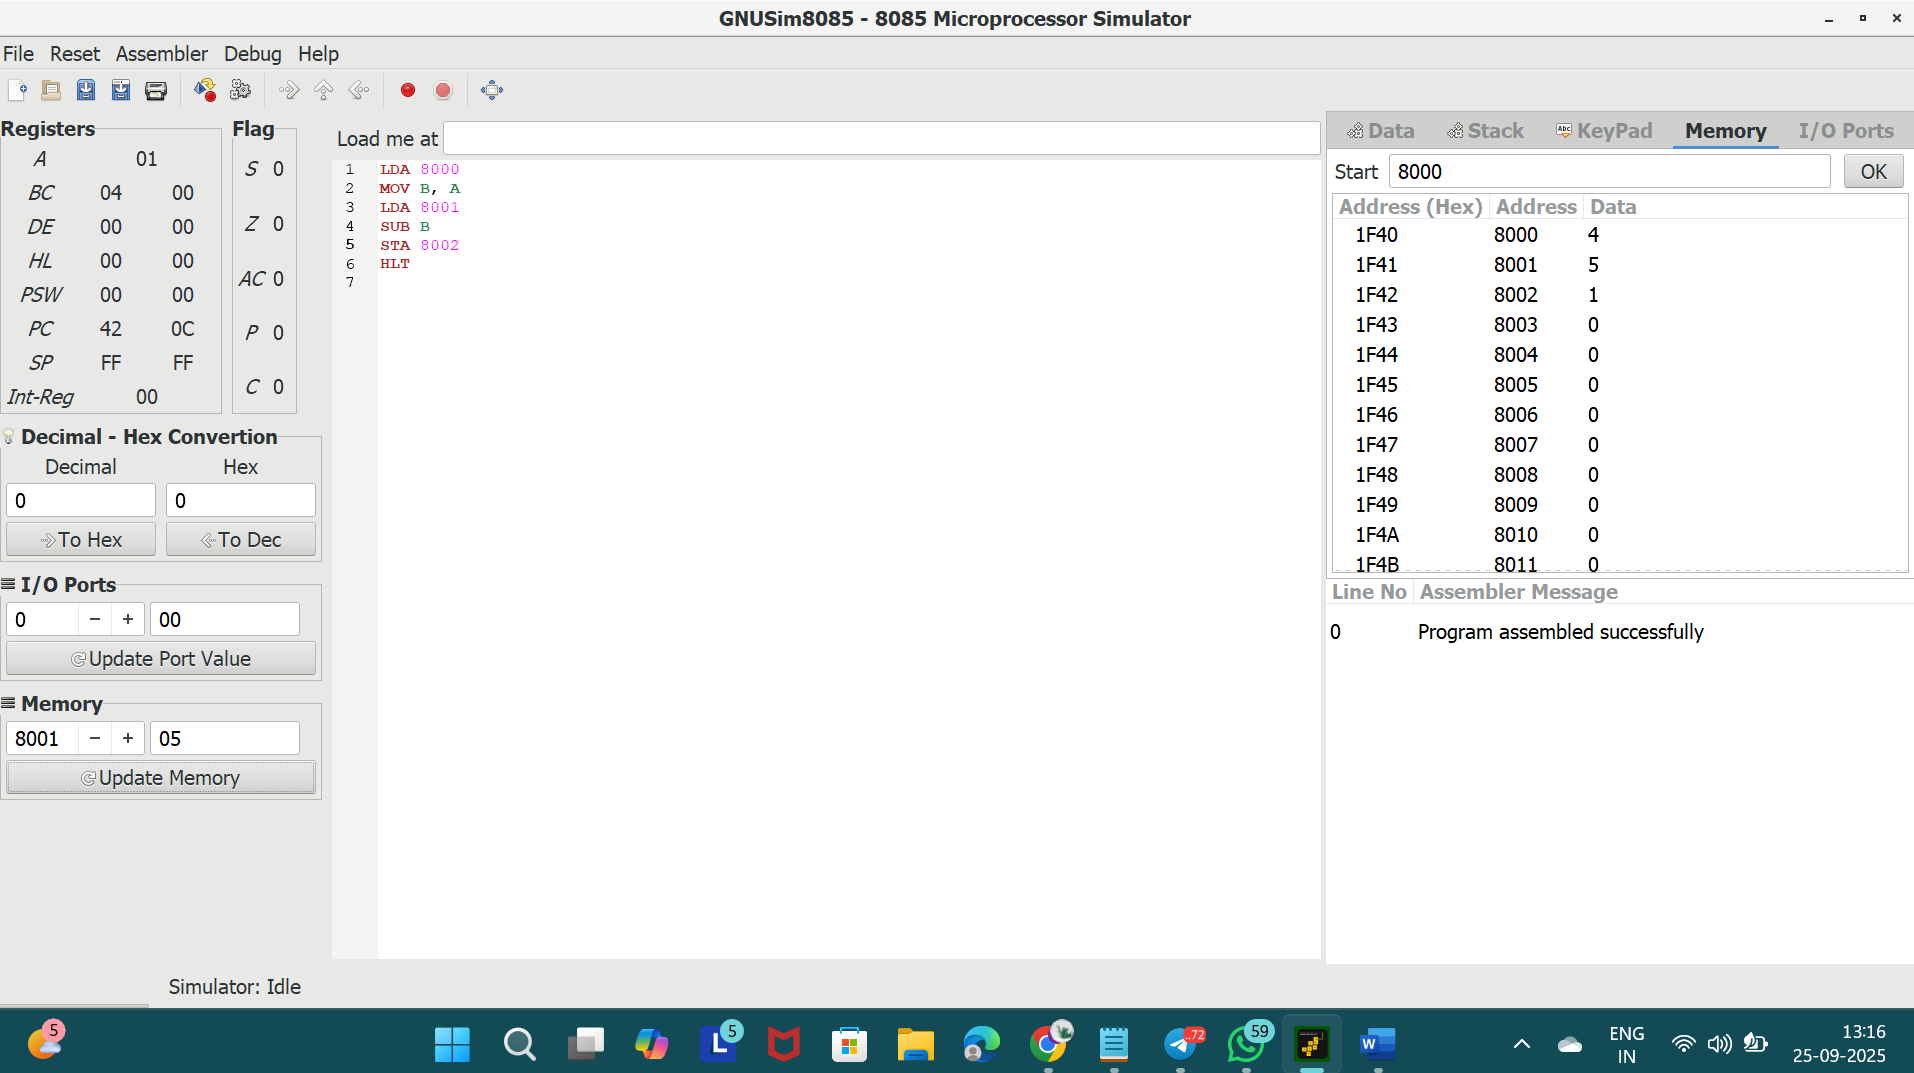 GNUSim8085 - 8085 Microprocessor Simulator
File Reset Assembler Debug Help
Registers
A 01
BC 04 00
DE 00 00
HL 00 00
PSW 00 00
PC 42 0C
SP FF FF
Int-Reg 00
Flag
S 0
Z 0
AC 0
P 0
C 0
Decimal - Hex Convertion
Decimal Hex
0 0
To Hex To Dec
I/O Ports
0 − + 00
Update Port Value
Memory
8001 − + 05
Update Memory
Load me at
1 LDA 8000
2 MOV B, A
3 LDA 8001
4 SUB B
5 STA 8002
6 HLT
7
Data Stack Abc KeyPad Memory I/O Ports
Start 8000 OK
Address (Hex) Address Data
1F40 8000 4
1F41 8001 5
1F42 8002 1
1F43 8003 0
1F44 8004 0
1F45 8005 0
1F46 8006 0
1F47 8007 0
1F48 8008 0
1F49 8009 0
1F4A 8010 0
1F4B 8011 0
Line No Assembler Message
0 Program assembled successfully
Simulator: Idle
5 L 5 72 59 W ENG 13:16
IN 25-09-2025